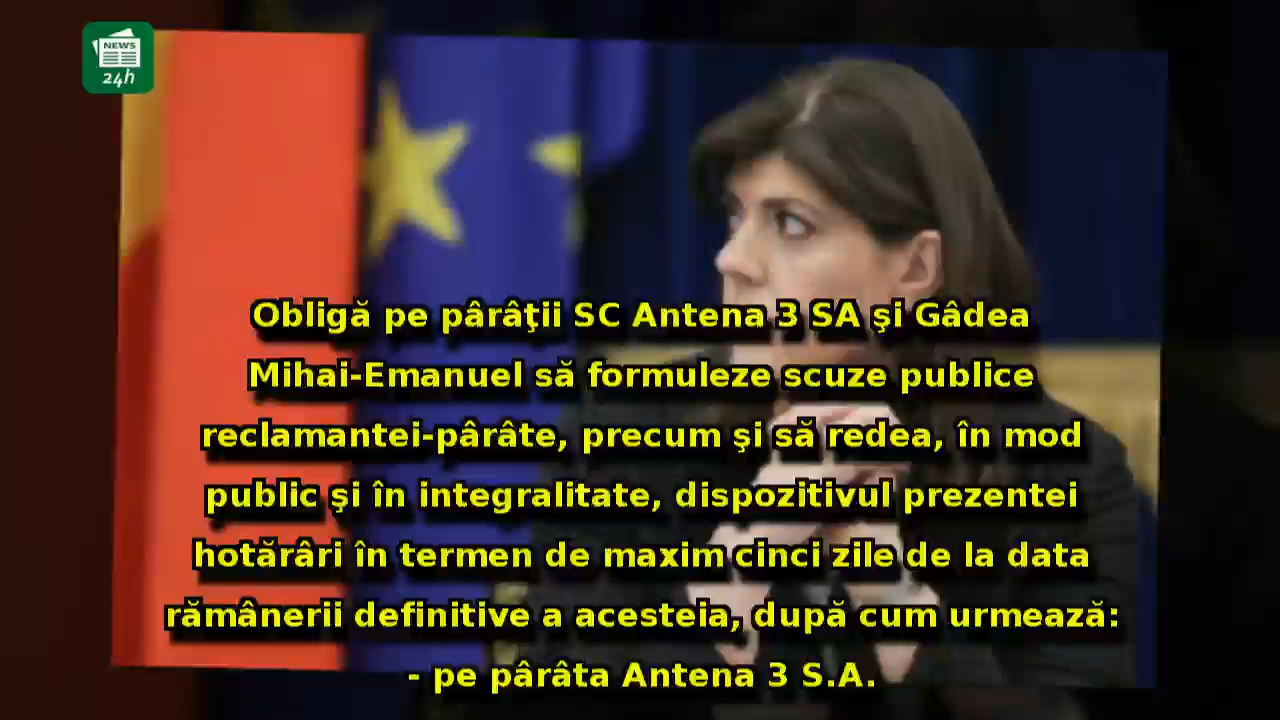 NEWS
24h
Obligă pe pârâţii SC Antena 3 SA şi Gâdea
Mihai-Emanuel să formuleze scuze publice
reclamantei-pârâte, precum şi să redea, în mod
public şi în integralitate, dispozitivul prezentei
hotărâri în termen de maxim cinci zile de la data
rămânerii definitive a acesteia, după cum urmează:
- pe pârâta Antena 3 S.A.